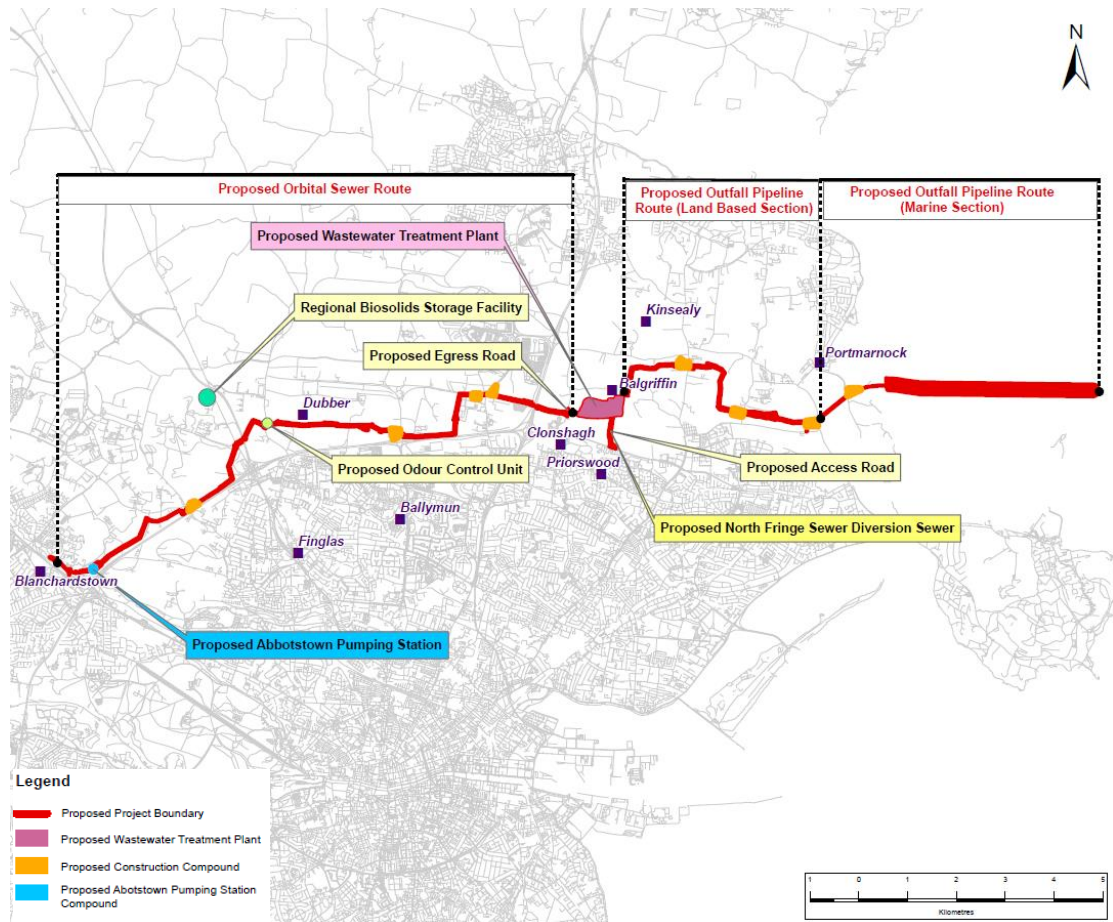 N
Proposed Orbital Sewer Route
Proposed Outfall Pipeline
Route (Land Based Section)
Proposed Outfall Pipeline Route
(Marine Section)
Proposed Wastewater Treatment Plant
Regional Biosolids Storage Facility
Kinsealy
Proposed Egress Road
Portmarnock
Balgriffin
Dubber
Clonshagh
Proposed Odour Control Unit
Priorswood
Proposed Access Road
Ballymun
Proposed North Fringe Sewer Diversion Sewer
Finglas
Blanchardstown
Proposed Abbotstown Pumping Station
Legend
Proposed Project Boundary
Proposed Wastewater Treatment Plant
Proposed Construction Compound
Proposed Abotstown Pumping Station
Compound
1 0 1 2 3 4 5
Kilometres